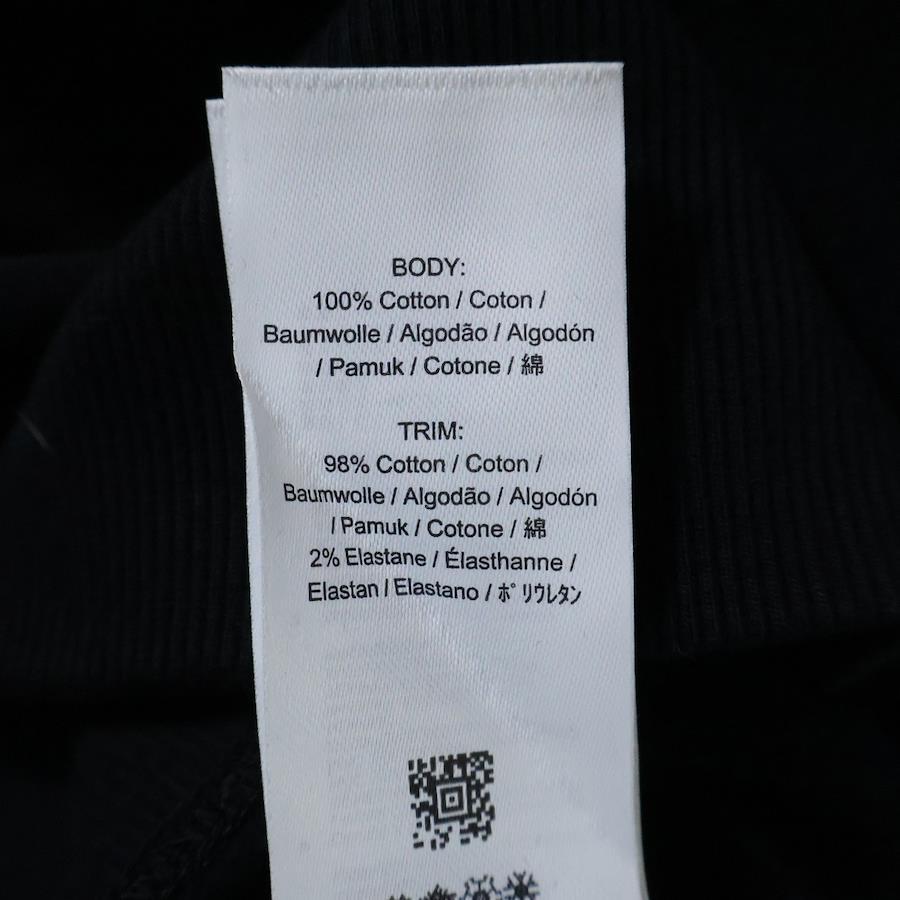 BODY:
100% Cotton / Coton /
Baumwolle / Algodão / Algodón
/ Pamuk / Cotone / 綿
TRIM:
98% Cotton / Coton /
Baumwolle / Algodão / Algodón
/ Pamuk / Cotone / 綿
2% Elastane / Élasthanne /
Elastan / Elastano / ﾎﾟﾘｳﾚﾀﾝ